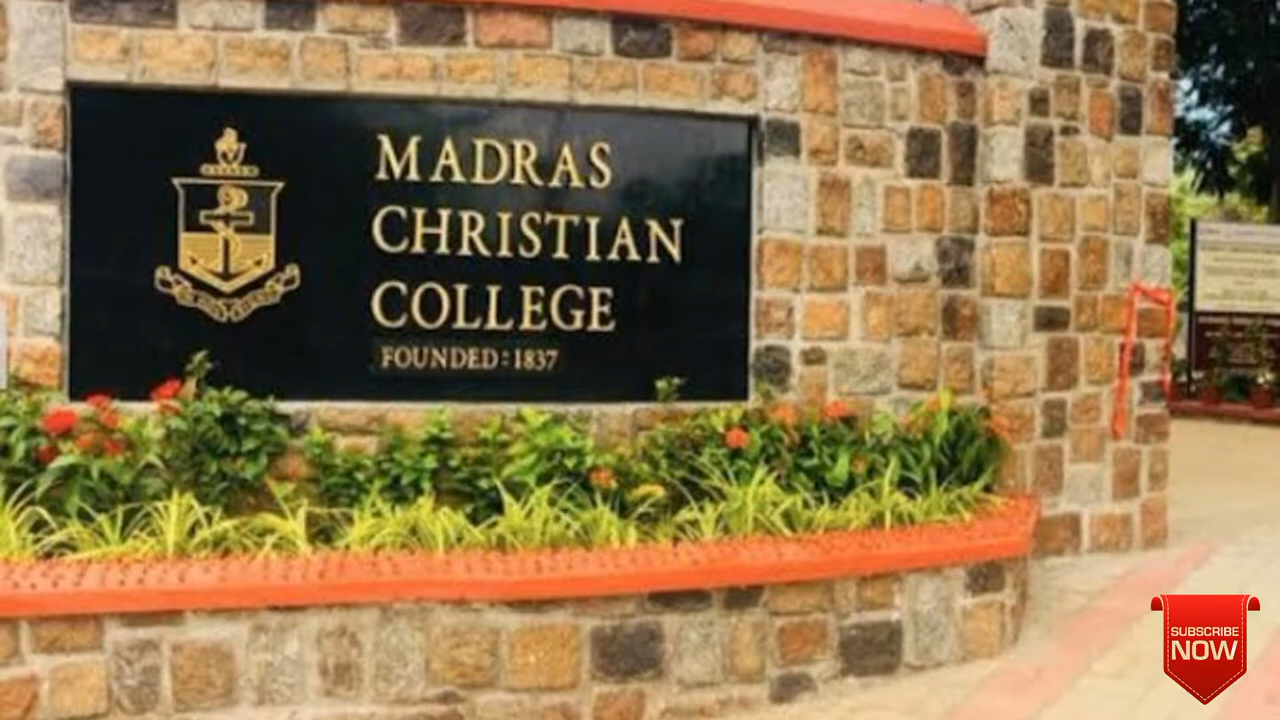 MADRAS
CHRISTIAN
COLLEGE
FOUNDED : 1837
SUBSCRIBE
NOW